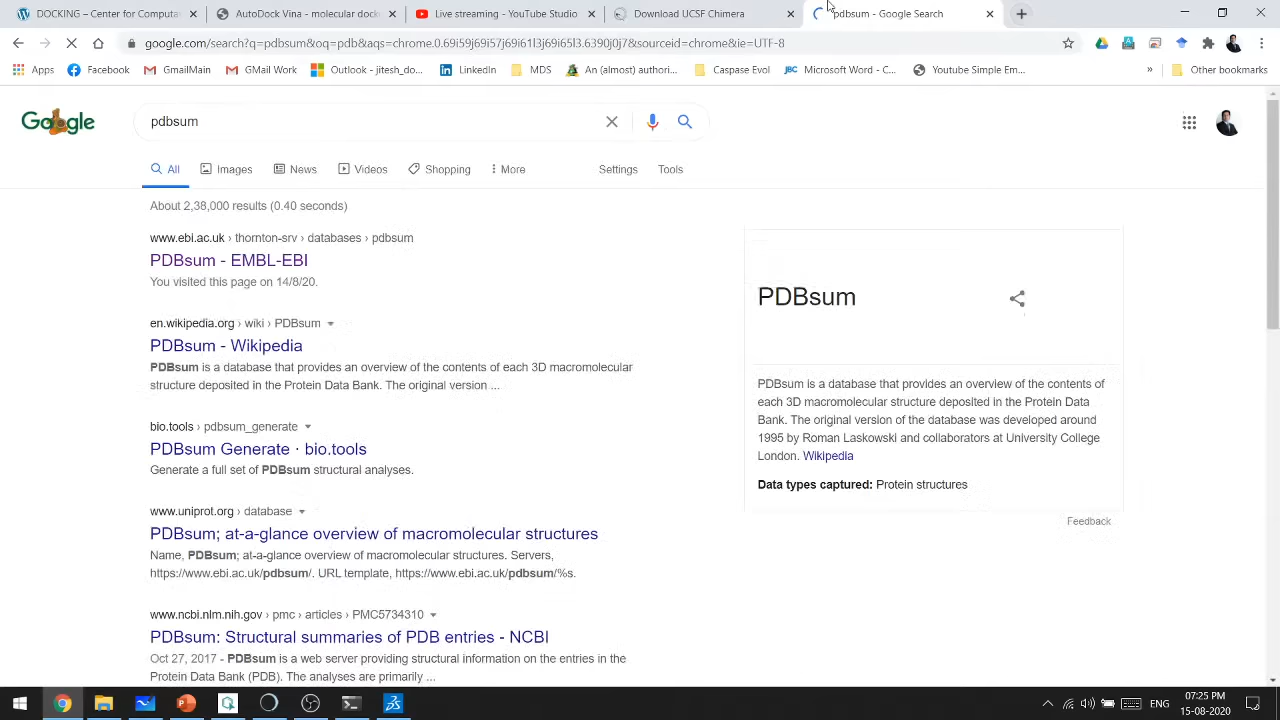 DOCKING – Center for Computat
AutoDock Vina - molecular dock
Live streaming - YouTube Studio
Download UCSF Chimera
pdbsum - Google Search
google.com/search?q=pdbsum&oq=pdb&aqs=chrome.0.69i59j69i57j69i61l3j69i65l3.6390j0j7&sourceid=chrome&ie=UTF-8
Apps Facebook GmailMain GMail Work Outlook - jitesh_do... LinkedIn MDS An (almost) authori... Caspase Evol Microsoft Word - C... Youtube Simple Em... » Other bookmarks
Google
pdbsum
All Images News Videos Shopping More Settings Tools
About 2,38,000 results (0.40 seconds)
www.ebi.ac.uk › thornton-srv › databases › pdbsum
PDBsum - EMBL-EBI
You visited this page on 14/8/20.
en.wikipedia.org › wiki › PDBsum
PDBsum - Wikipedia
PDBsum is a database that provides an overview of the contents of each 3D macromolecular
structure deposited in the Protein Data Bank. The original version ...
bio.tools › pdbsum_generate
PDBsum Generate · bio.tools
Generate a full set of PDBsum structural analyses.
www.uniprot.org › database
PDBsum; at-a-glance overview of macromolecular structures
Name, PDBsum; at-a-glance overview of macromolecular structures. Servers,
https://www.ebi.ac.uk/pdbsum/. URL template, https://www.ebi.ac.uk/pdbsum/%s.
www.ncbi.nlm.nih.gov › pmc › articles › PMC5734310
PDBsum: Structural summaries of PDB entries - NCBI
Oct 27, 2017 - PDBsum is a web server providing structural information on the entries in the
Protein Data Bank (PDB). The analyses are primarily ...
PDBsum
PDBsum is a database that provides an overview of the contents of
each 3D macromolecular structure deposited in the Protein Data
Bank. The original version of the database was developed around
1995 by Roman Laskowski and collaborators at University College
London. Wikipedia
Data types captured: Protein structures
Feedback
ENG
07:25 PM
15-08-2020